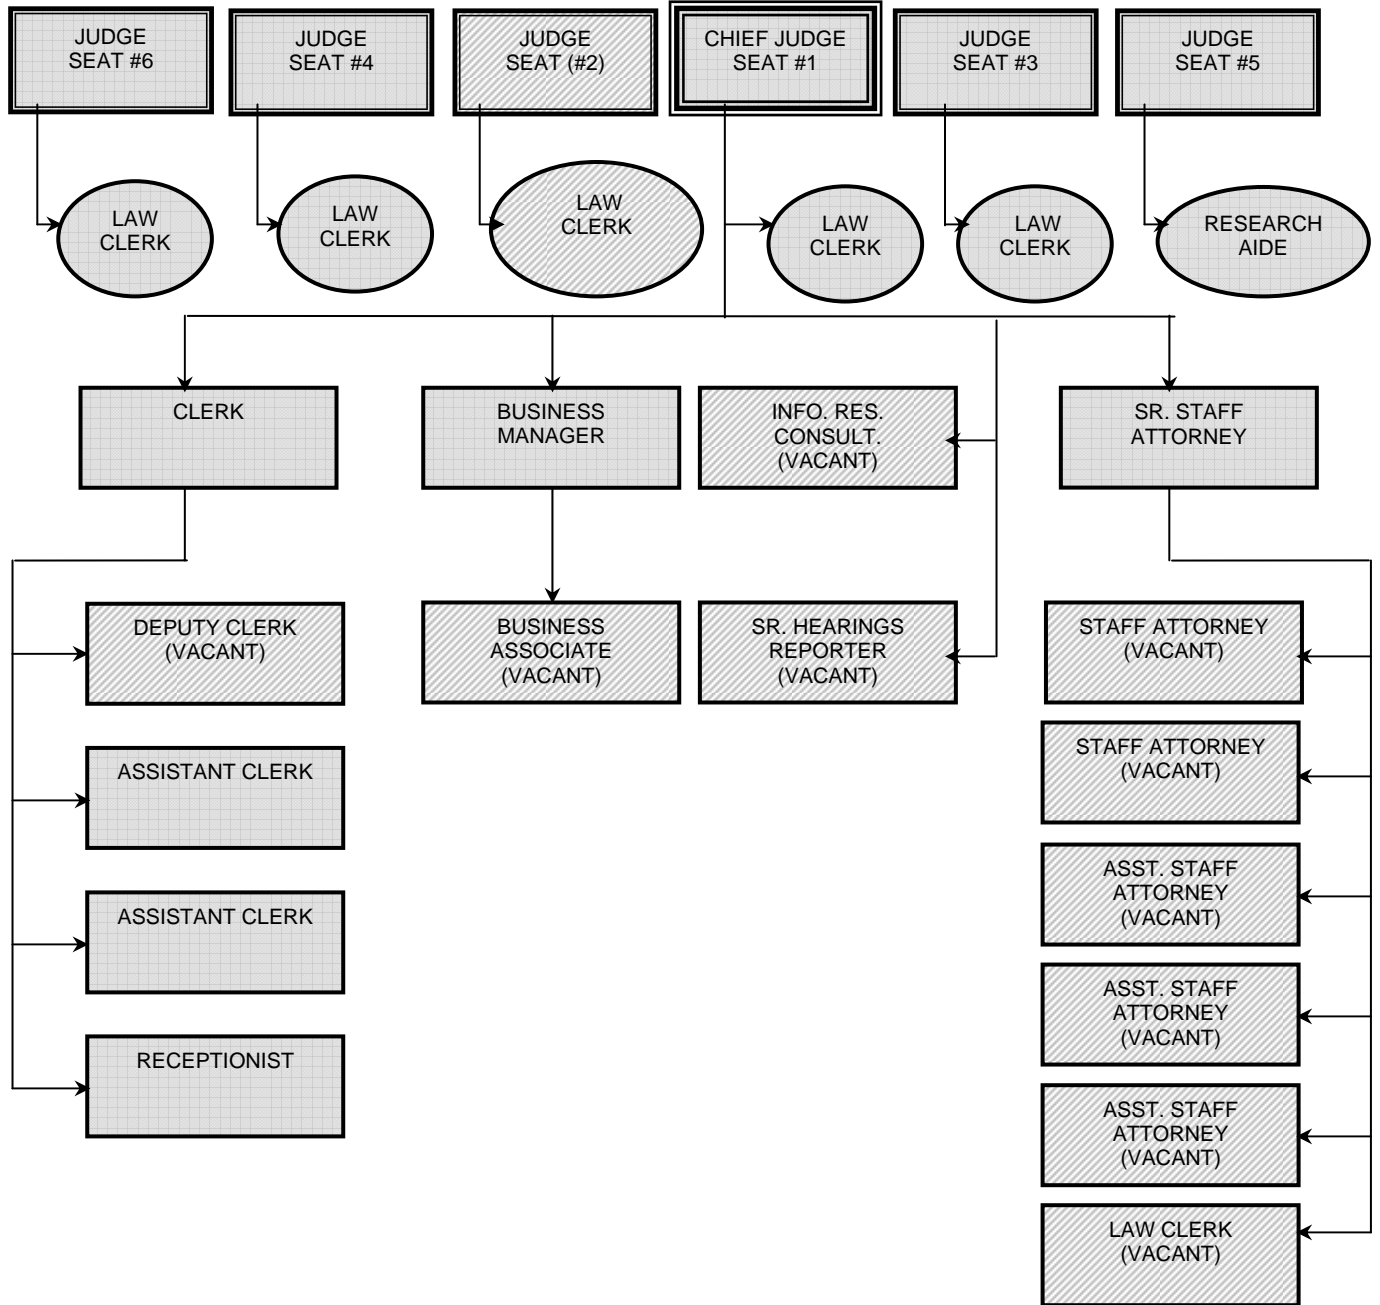 JUDGE
SEAT #6
JUDGE
SEAT #4
JUDGE
SEAT (#2)
CHIEF JUDGE
SEAT #1
JUDGE
SEAT #3
JUDGE
SEAT #5
LAW
CLERK
LAW
CLERK
LAW
CLERK
LAW
CLERK
LAW
CLERK
RESEARCH
AIDE
CLERK
BUSINESS
MANAGER
INFO. RES.
CONSULT.
(VACANT)
SR. STAFF
ATTORNEY
DEPUTY CLERK
(VACANT)
BUSINESS
ASSOCIATE
(VACANT)
SR. HEARINGS
REPORTER
(VACANT)
STAFF ATTORNEY
(VACANT)
ASSISTANT CLERK
STAFF ATTORNEY
(VACANT)
ASSISTANT CLERK
ASST. STAFF
ATTORNEY
(VACANT)
RECEPTIONIST
ASST. STAFF
ATTORNEY
(VACANT)
ASST. STAFF
ATTORNEY
(VACANT)
LAW CLERK
(VACANT)